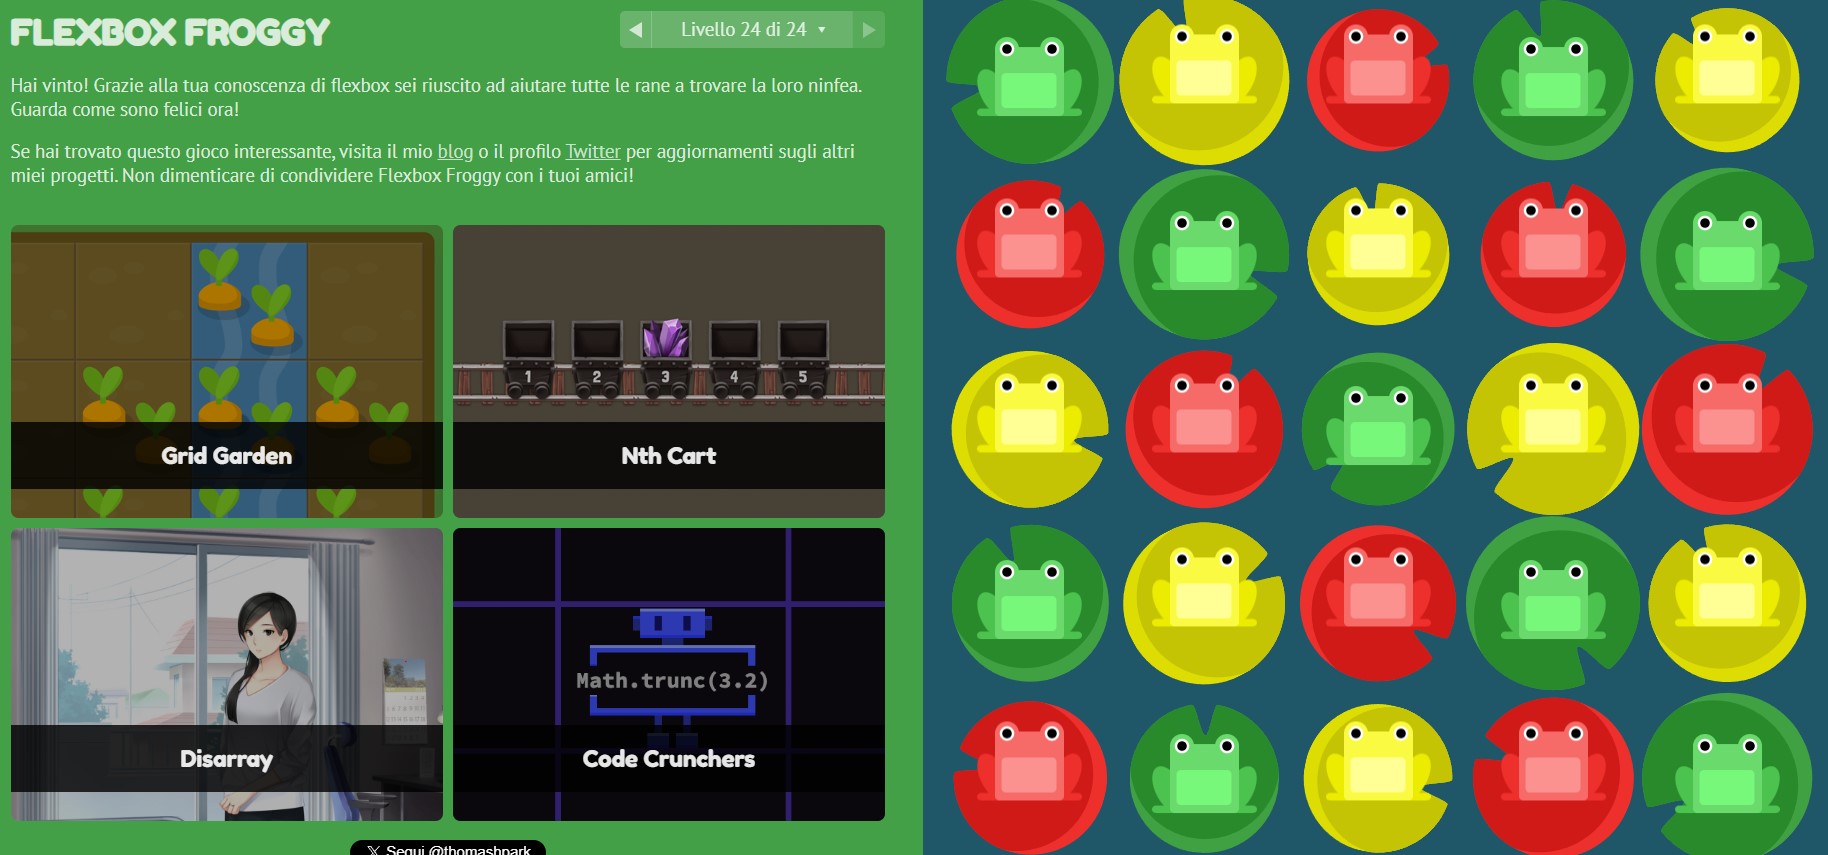 FLEXBOX FROGGY
Livello 24 di 24
Hai vinto! Grazie alla tua conoscenza di flexbox sei riuscito ad aiutare tutte le rane a trovare la loro ninfea.
Guarda come sono felici ora!
Se hai trovato questo gioco interessante, visita il mio blog o il profilo Twitter per aggiornamenti sugli altri
miei progetti. Non dimenticare di condividere Flexbox Froggy con i tuoi amici!
Grid Garden
1 2 3 4 5
Nth Cart
Disarray
Math.trunc(3.2)
Code Crunchers
Segui @thomashpark